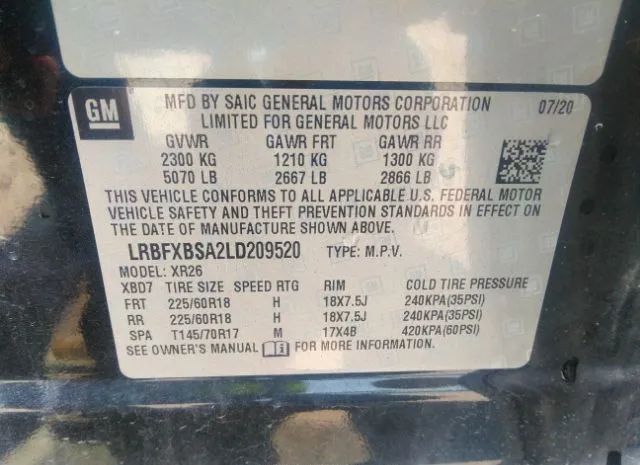 GM
MFD BY SAIC GENERAL MOTORS CORPORATION 07/20
LIMITED FOR GENERAL MOTORS LLC
GVWR GAWR FRT GAWR RR
2300 KG 1210 KG 1300 KG
5070 LB 2667 LB 2866 LB
THIS VEHICLE CONFORMS TO ALL APPLICABLE U.S. FEDERAL MOTOR
VEHICLE SAFETY AND THEFT PREVENTION STANDARDS IN EFFECT ON
THE DATE OF MANUFACTURE SHOWN ABOVE.
LRBFXBSA2LD209520 TYPE: M.P.V.
MODEL: XR26
XBD7 TIRE SIZE SPEED RTG RIM COLD TIRE PRESSURE
FRT 225/60R18 H 18X7.5J 240KPA(35PSI)
RR 225/60R18 H 18X7.5J 240KPA(35PSI)
SPA T145/70R17 M 17X4B 420KPA(60PSI)
SEE OWNER'S MANUAL FOR MORE INFORMATION.